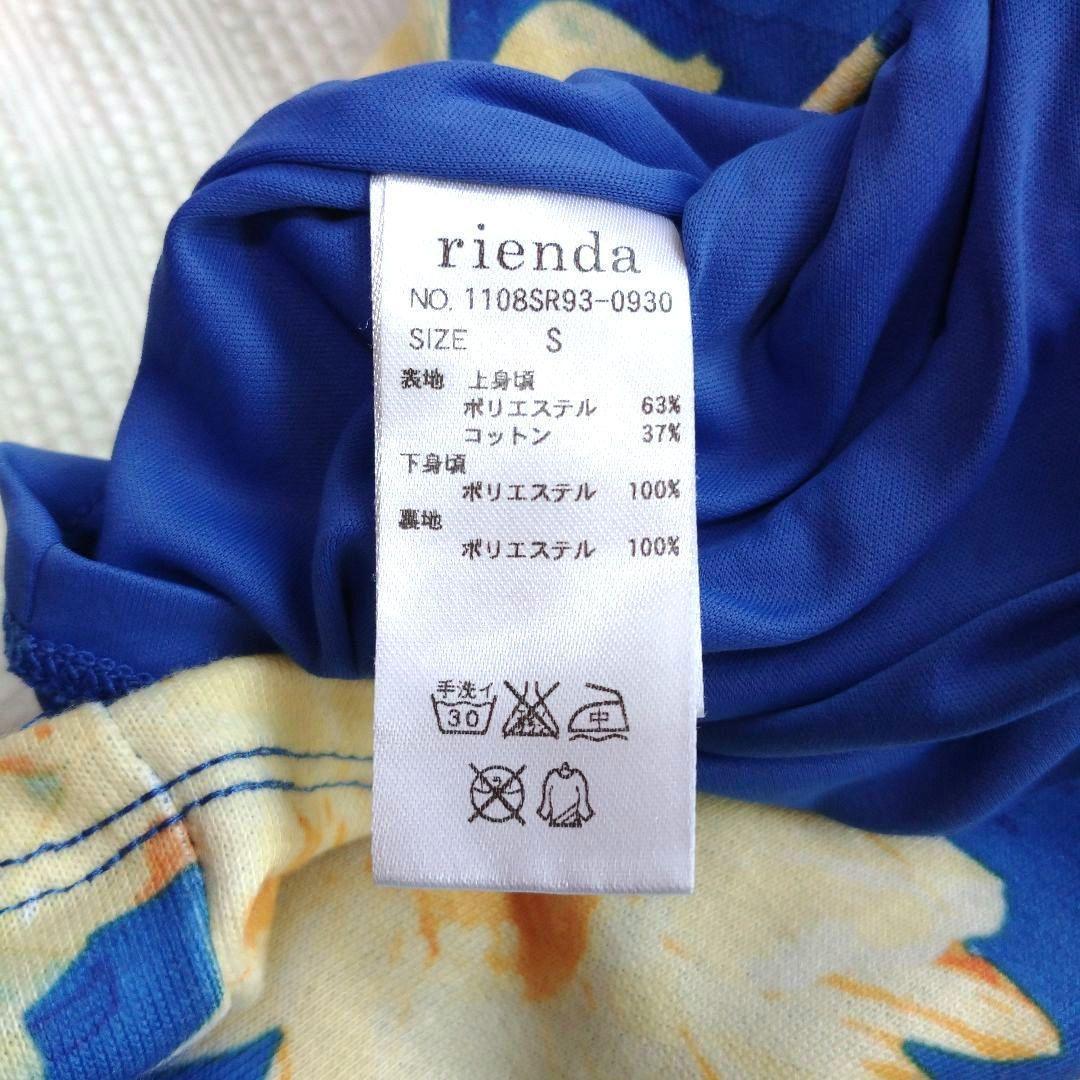 rienda
NO. 1108SR93-0930
SIZE S
表地 上身頃
ポリエステル 63%
コットン 37%
下身頃
ポリエステル 100%
裏地
ポリエステル 100%
手洗イ
30 中